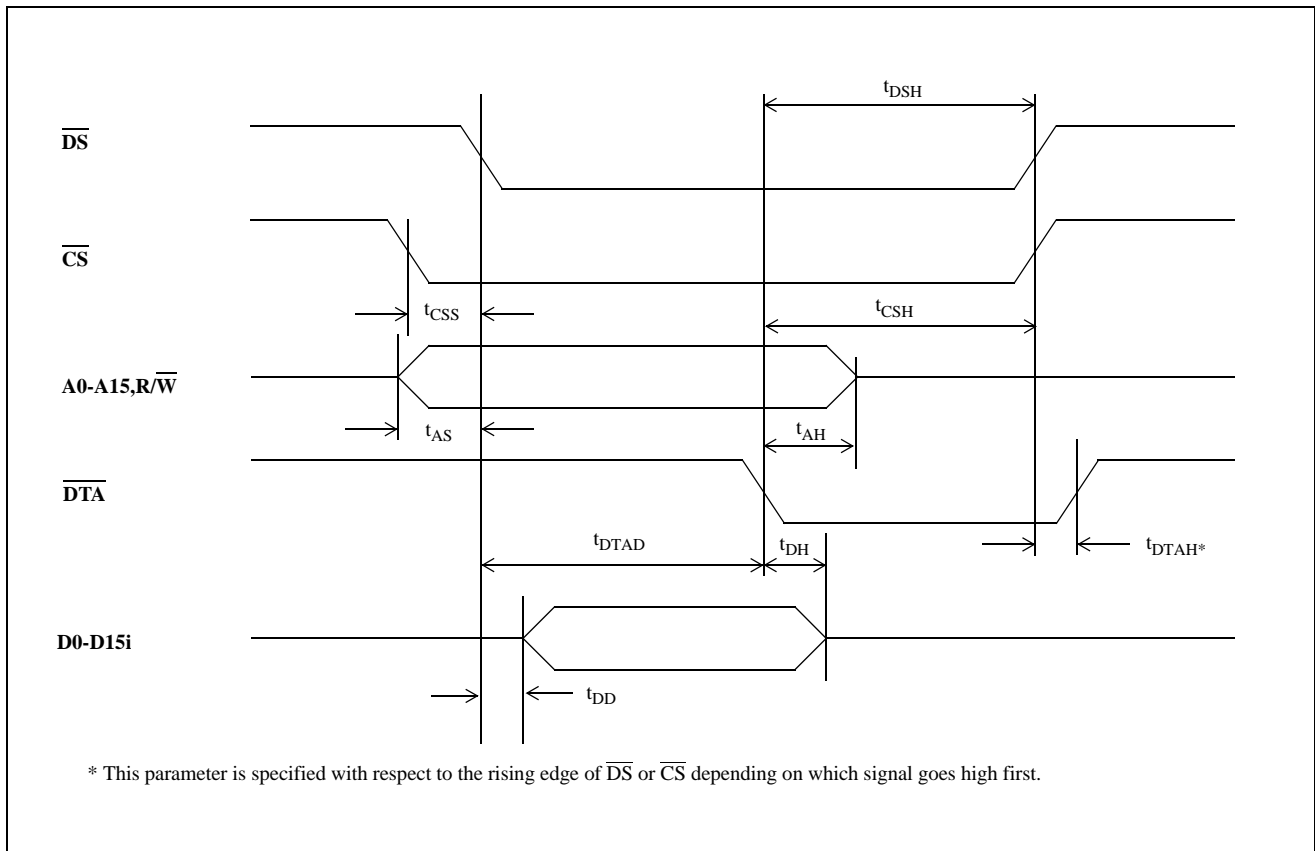 tDSH
DS
CS
tCSS
tCSH
A0-A15,R/W
tAS
tAH
DTA
tDTAD
tDH
tDTAH*
D0-D15i
tDD
* This parameter is specified with respect to the rising edge of DS or CS depending on which signal goes high first.